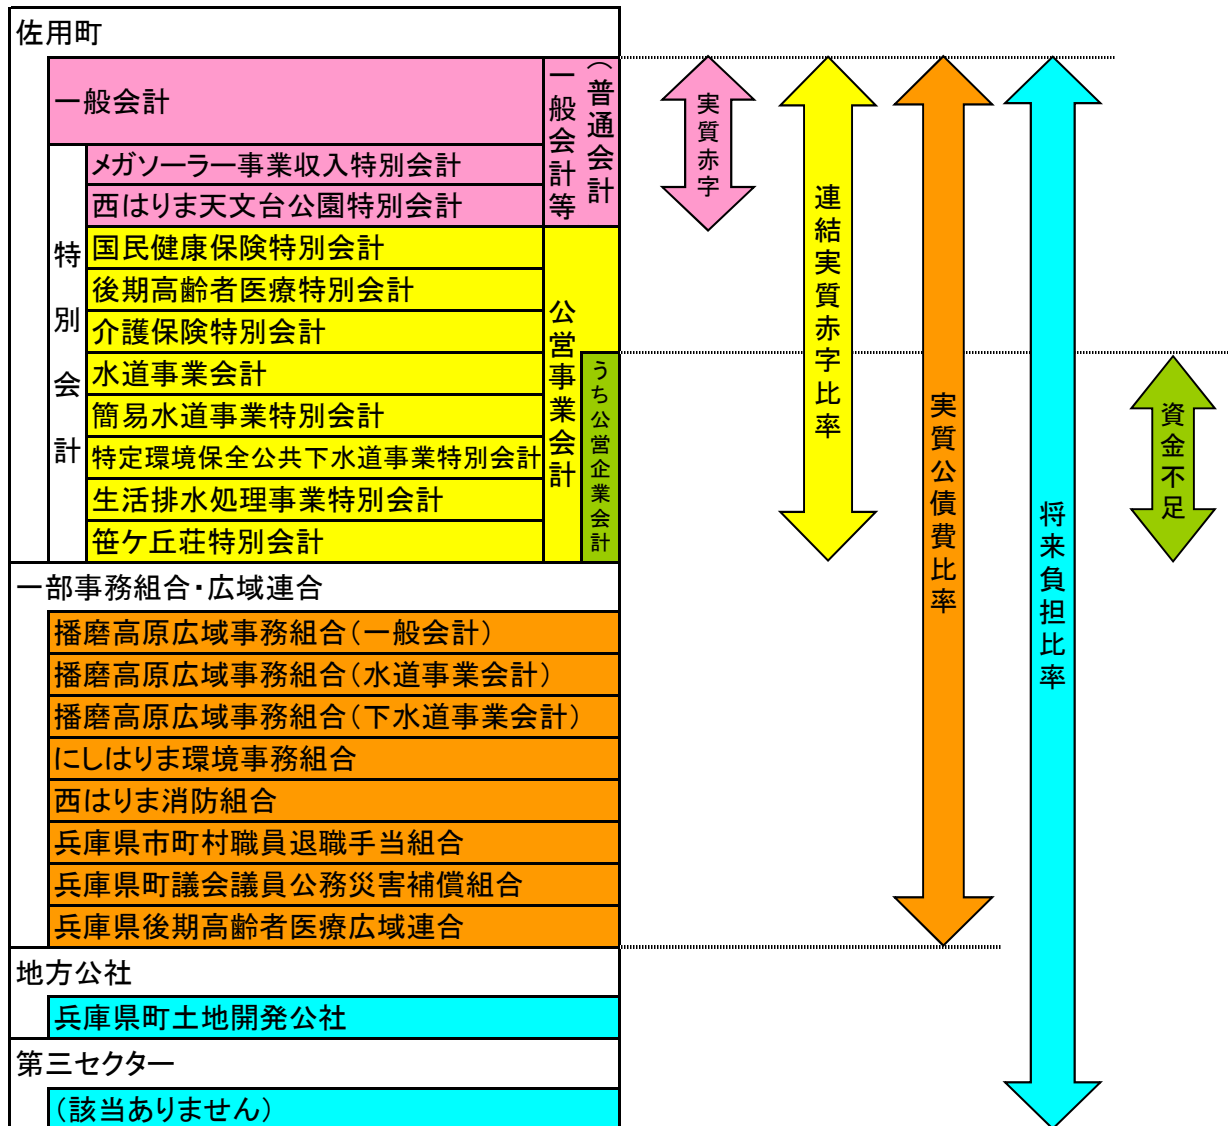 佐用町
一般会計
一般会計等
（普通会計
特別会計
メガソーラー事業収入特別会計
西はりま天文台公園特別会計
国民健康保険特別会計
後期高齢者医療特別会計
介護保険特別会計
水道事業会計
簡易水道事業特別会計
特定環境保全公共下水道事業特別会計
生活排水処理事業特別会計
笹ケ丘荘特別会計
公営事業会計
うち公営企業会計
一部事務組合・広域連合
播磨高原広域事務組合（一般会計）
播磨高原広域事務組合（水道事業会計）
播磨高原広域事務組合（下水道事業会計）
にしはりま環境事務組合
西はりま消防組合
兵庫県市町村職員退職手当組合
兵庫県町議会議員公務災害補償組合
兵庫県後期高齢者医療広域連合
地方公社
兵庫県町土地開発公社
第三セクター
（該当ありません）
実質赤字
連結実質赤字比率
実質公債費比率
将来負担比率
資金不足